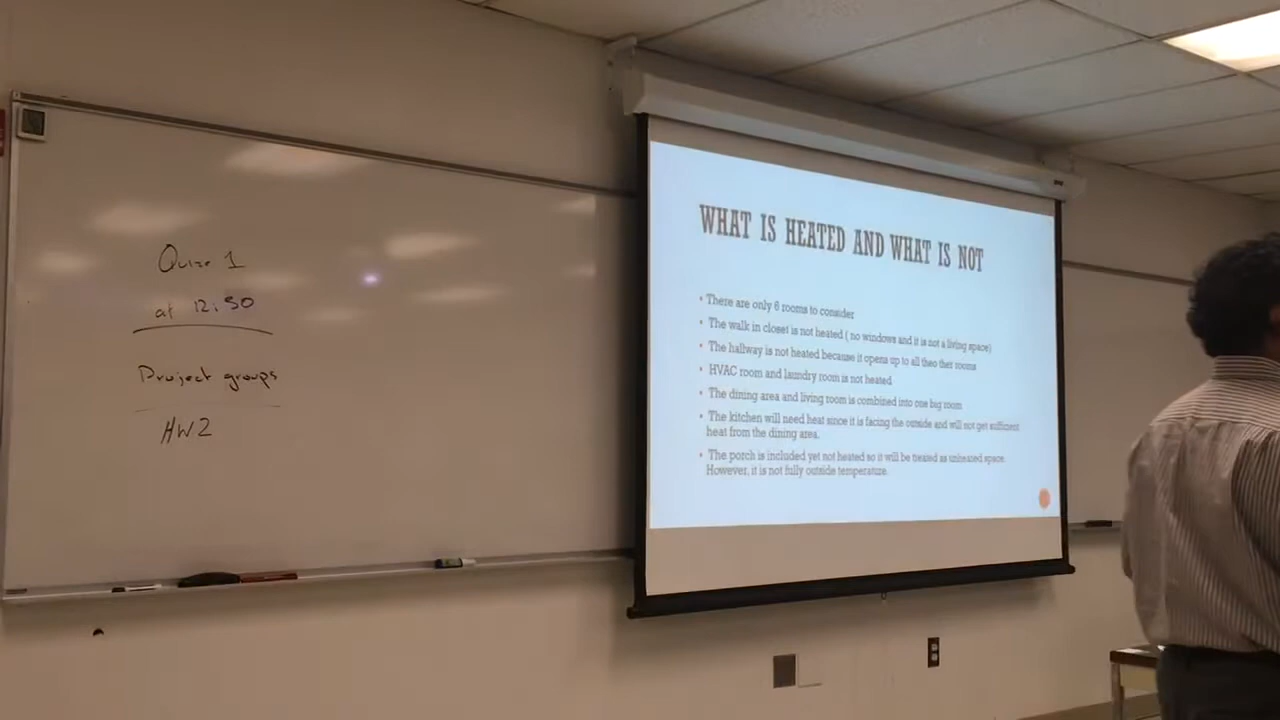 Quize 1
at 12:50
Project groups
HW2
WHAT IS HEATED AND WHAT IS NOT
• There are only 6 rooms to consider
• The walk in closet is not heated ( no windows and it is not a living space)
• The hallway is not heated because it opens up to all theo ther rooms
• HVAC room and laundry room is not heated
• The dining area and living room is combined into one big room
• The kitchen will need heat since it is facing the outside and will not get sufficient
heat from the dining area.
• The porch is included yet not heated so it will be treated as unheated space.
However, it is not fully outside temperature.